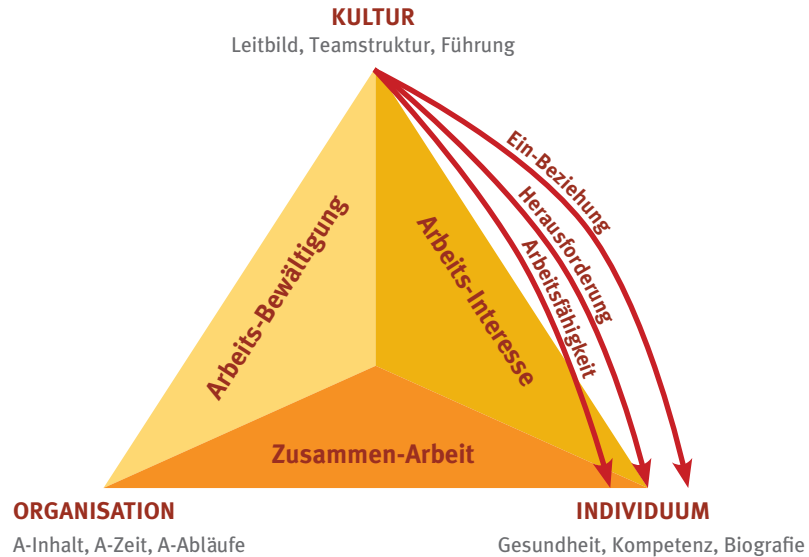 KULTUR
Leitbild, Teamstruktur, Führung
Ein-Beziehung
Herausforderung
Arbeitsfähigkeit
Arbeits-Bewältigung
Arbeits-Interesse
Zusammen-Arbeit
ORGANISATION
A-Inhalt, A-Zeit, A-Abläufe
INDIVIDUUM
Gesundheit, Kompetenz, Biografie